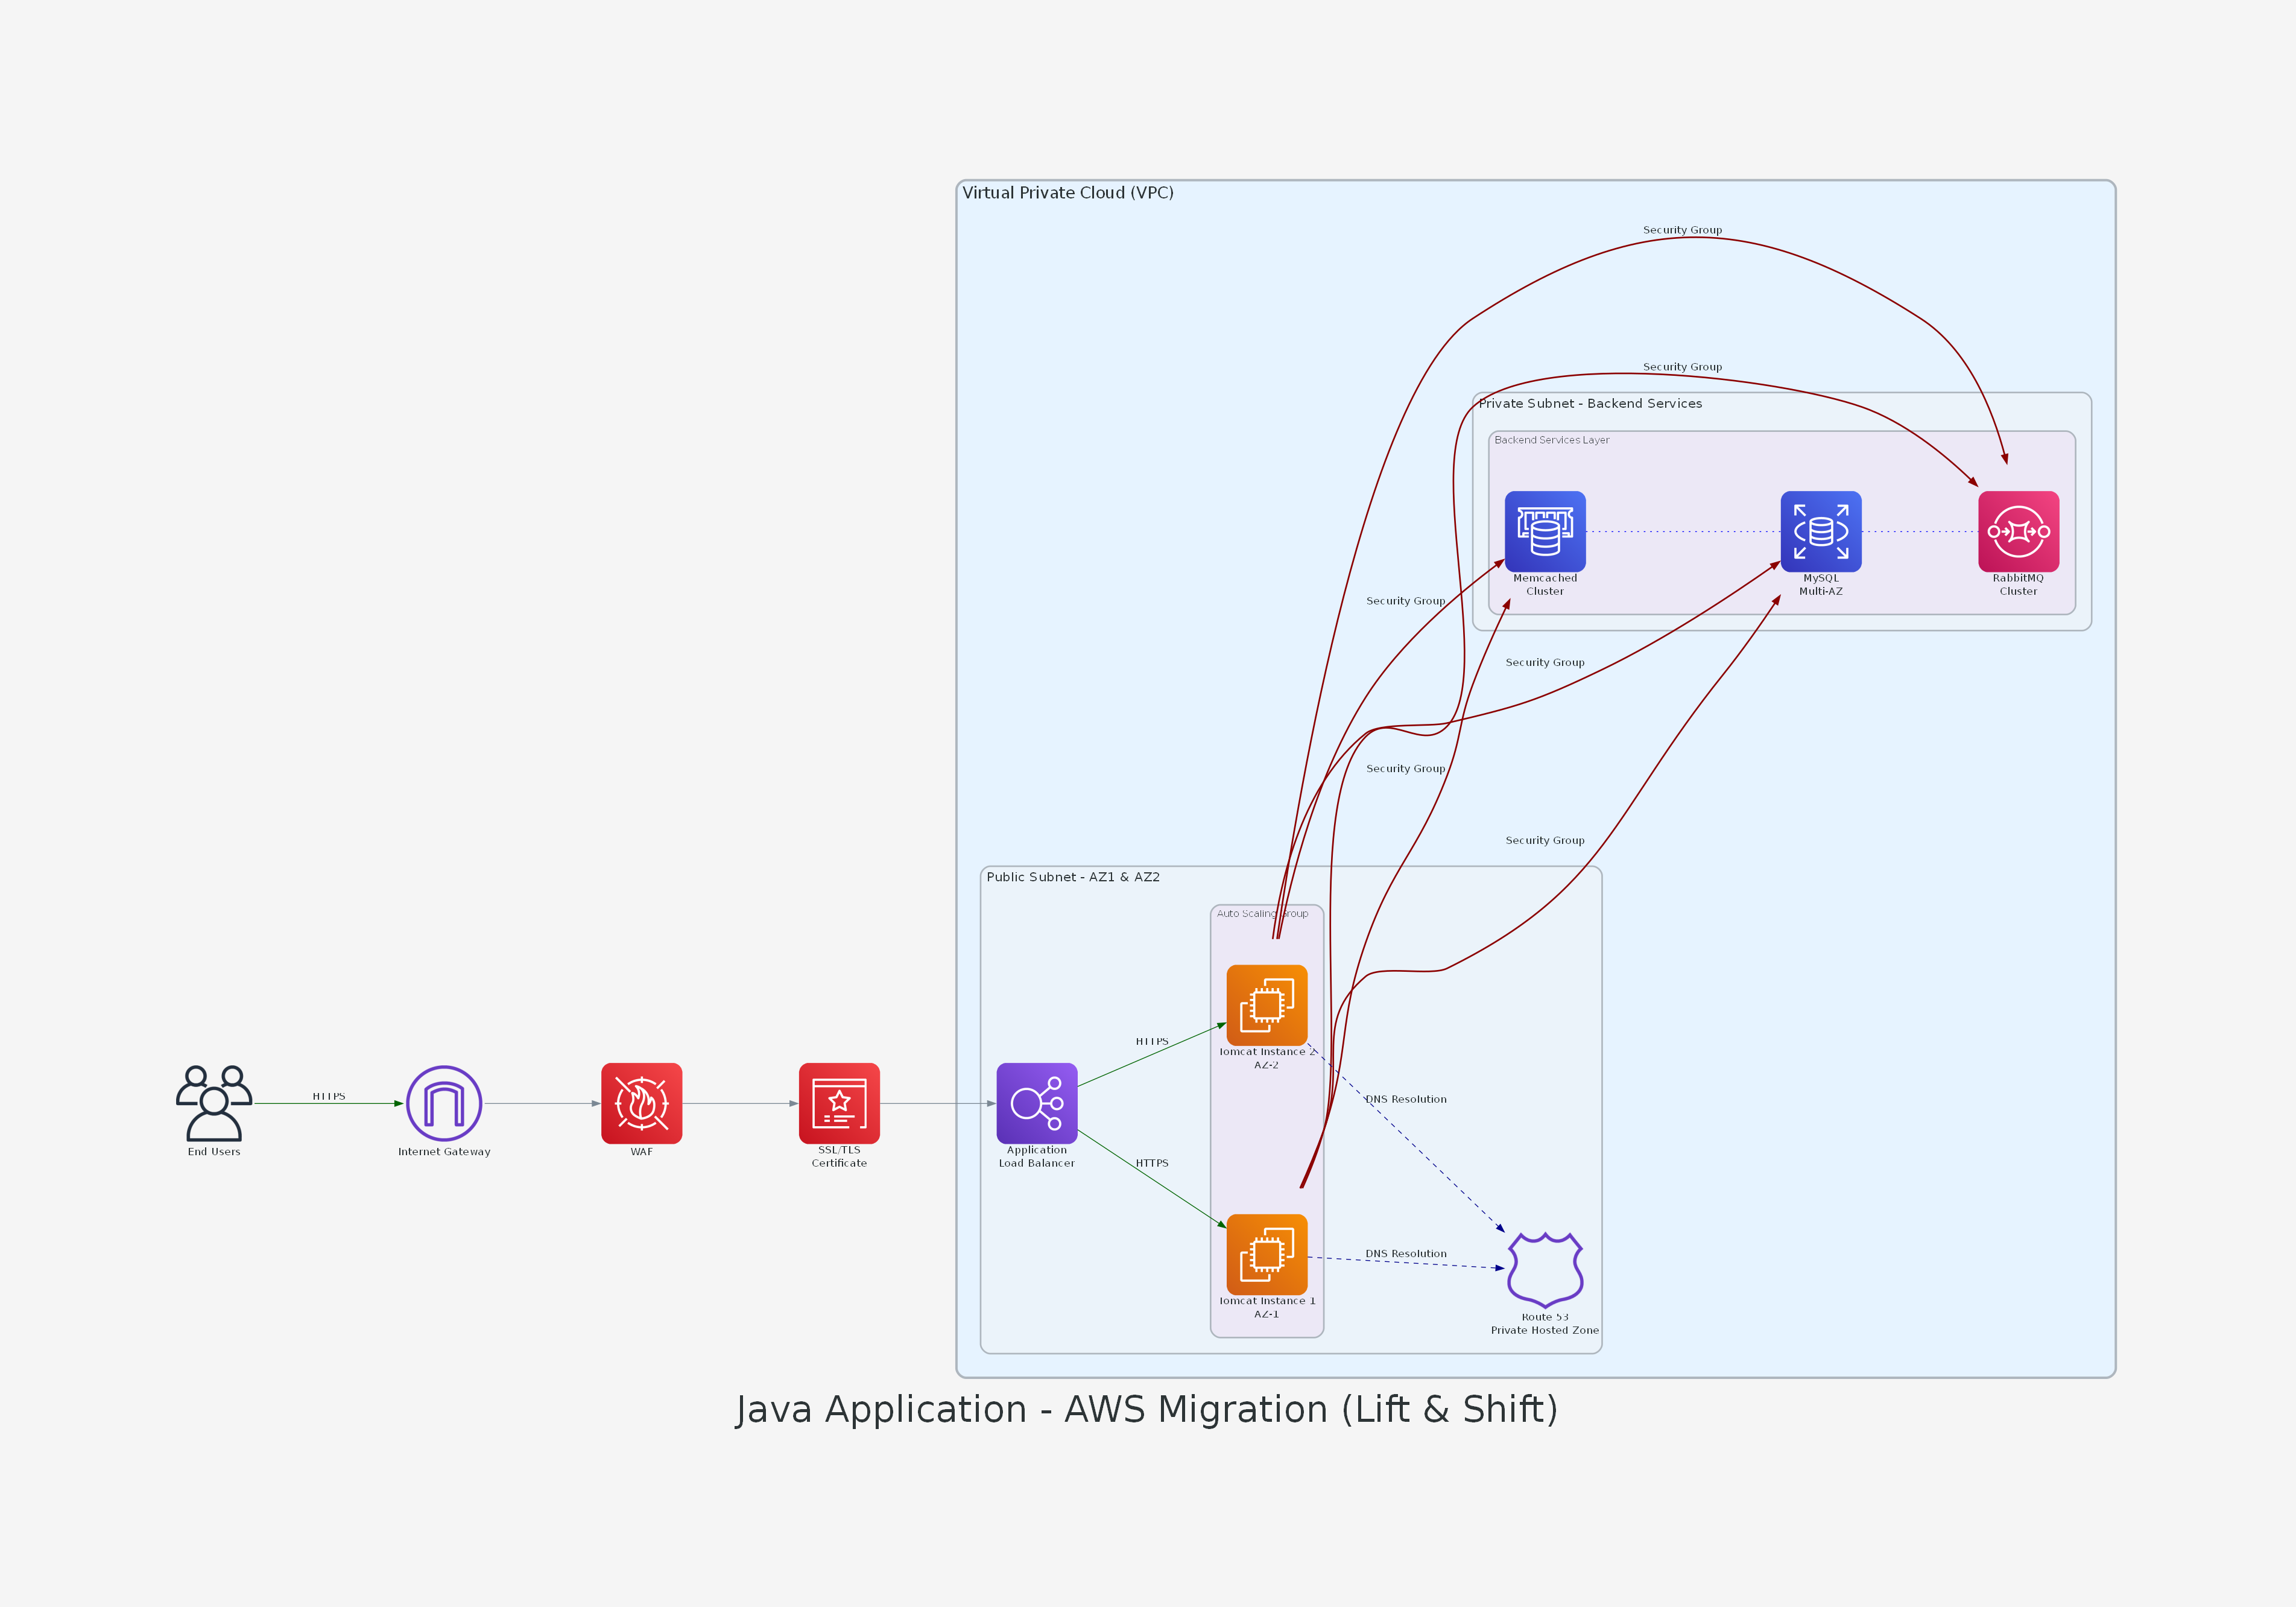 Virtual Private Cloud (VPC)
Security Group
Security Group
Private Subnet - Backend Services
Backend Services Layer
Memcached
Cluster
MySQL
Multi-AZ
RabbitMQ
Cluster
Security Group
Security Group
Security Group
Security Group
Public Subnet - AZ1 & AZ2
Auto Scaling Group
Tomcat Instance 2
AZ-2
HTTPS
HTTPS
DNS Resolution
End Users
Internet Gateway
WAF
SSL/TLS
Certificate
Application
Load Balancer
HTTPS
DNS Resolution
Tomcat Instance 1
AZ-1
Route 53
Private Hosted Zone
Java Application - AWS Migration (Lift & Shift)